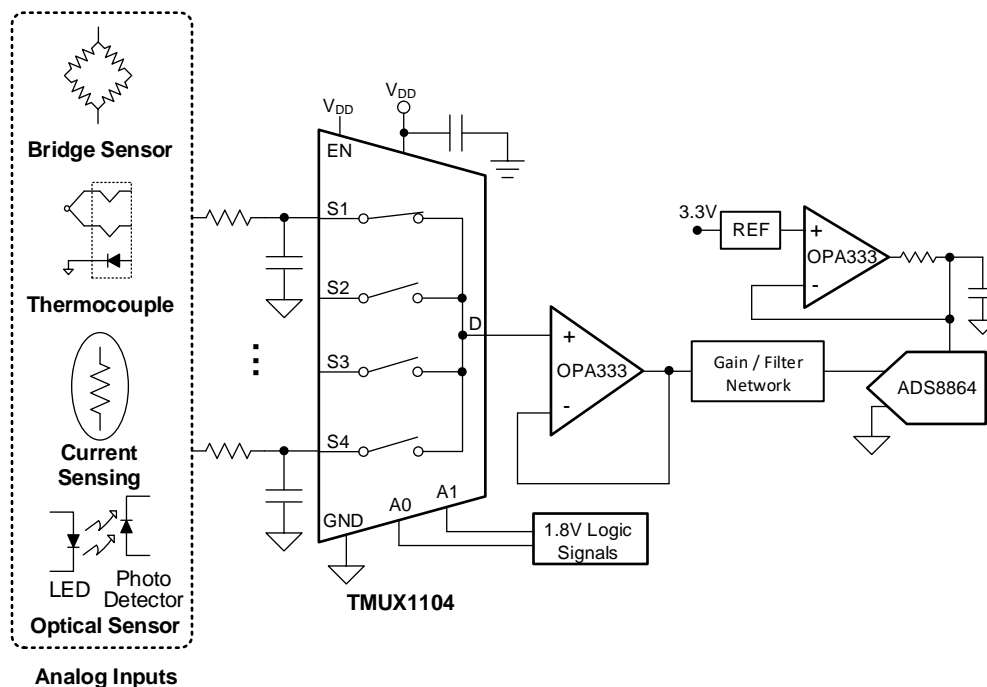 Bridge Sensor
Thermocouple
Current
Sensing
LED
Photo
Detector
Optical Sensor
Analog Inputs
VDD
VDD
EN
S1
S2
S3
S4
D
GND
A0
A1
TMUX1104
1.8V Logic
Signals
+
OPA333
-
Gain / Filter
Network
3.3V
REF
+
OPA333
-
ADS8864